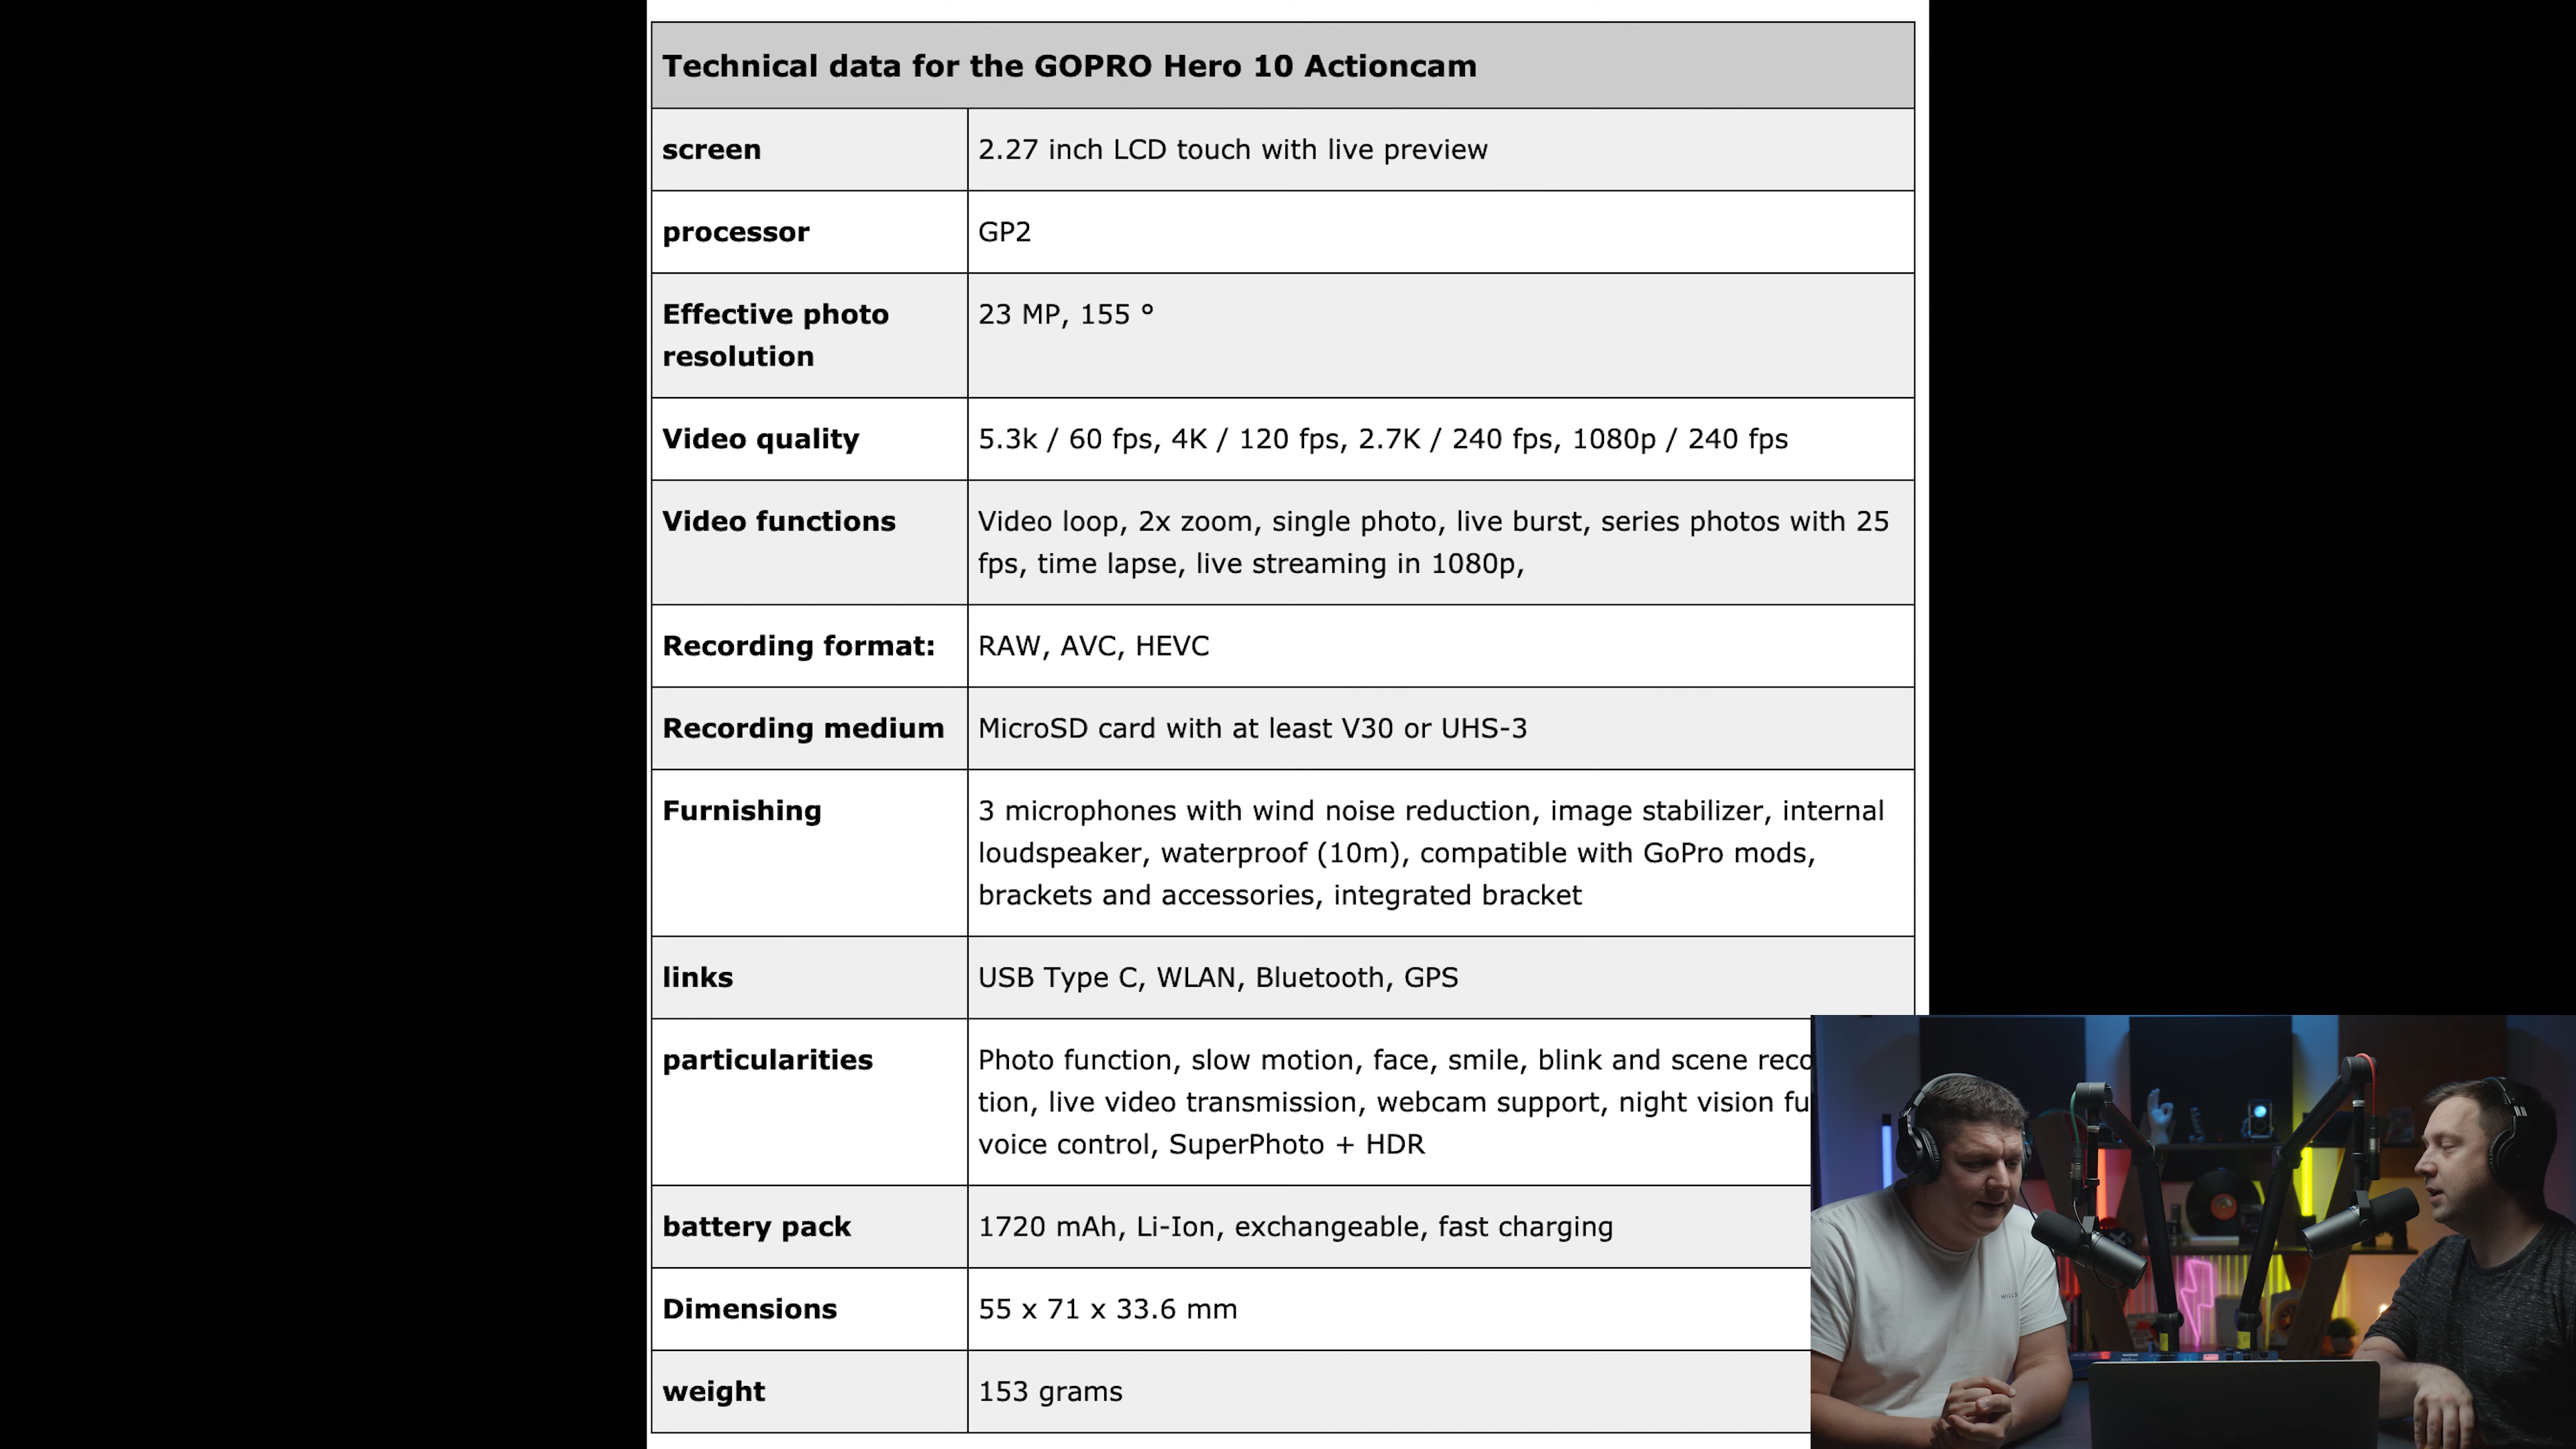 Technical data for the GOPRO Hero 10 Actioncam
screen 2.27 inch LCD touch with live preview
processor GP2
Effective photo resolution 23 MP, 155 °
Video quality 5.3k / 60 fps, 4K / 120 fps, 2.7K / 240 fps, 1080p / 240 fps
Video functions Video loop, 2x zoom, single photo, live burst, series photos with 25
fps, time lapse, live streaming in 1080p,
Recording format: RAW, AVC, HEVC
Recording medium MicroSD card with at least V30 or UHS-3
Furnishing 3 microphones with wind noise reduction, image stabilizer, internal
loudspeaker, waterproof (10m), compatible with GoPro mods,
brackets and accessories, integrated bracket
links USB Type C, WLAN, Bluetooth, GPS
particularities Photo function, slow motion, face, smile, blink and scene
tion, live video transmission, webcam support, night vision
voice control, SuperPhoto + HDR
battery pack 1720 mAh, Li-Ion, exchangeable, fast charging
Dimensions 55 x 71 x 33.6 mm
weight 153 grams